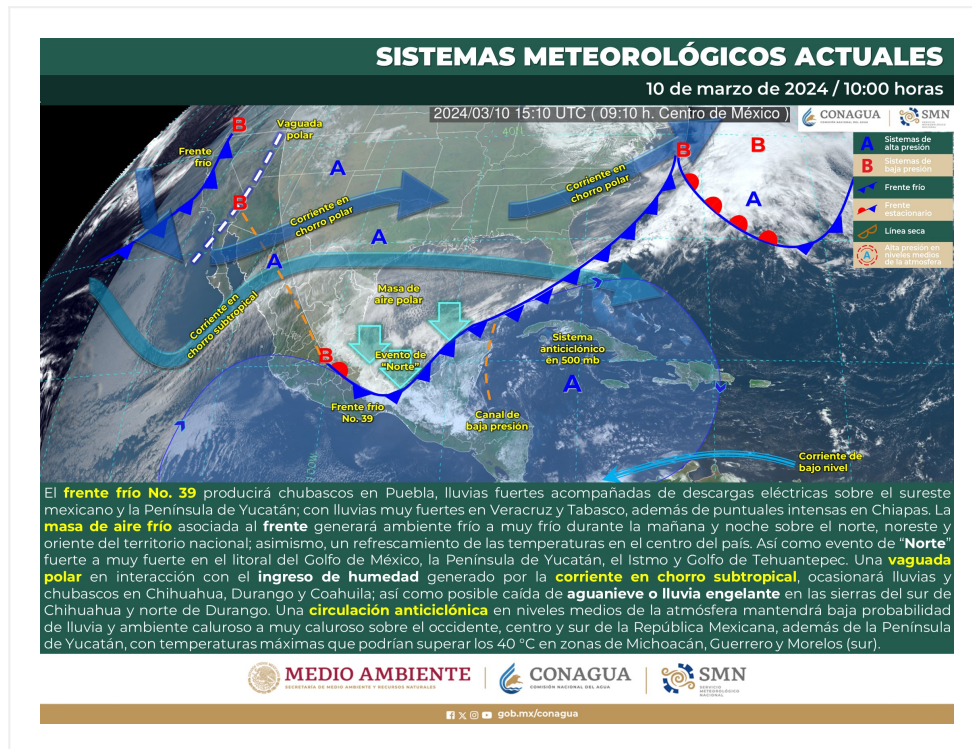 SISTEMAS METEOROLÓGICOS ACTUALES
10 de marzo de 2024 / 10:00 horas
2024/03/10 15:10 UTC ( 09:10 h. Centro de México )
CONAGUA
COMISIÓN NACIONAL DEL AGUA
SMN
SERVICIO
METEOROLÓGICO
NACIONAL
A
Sistemas de
alta presión
B
Sistemas de
baja presión
Frente frío
Frente
estacionario
Línea seca
A
Alta presión en
niveles medios
de la atmosfera
B
Vaguada
polar
40N
B
B
Frente
frío
A
Corriente en
chorro polar
Corriente en
chorro polar
B
A
A
A
Masa de
aire polar
Corriente en
chorro subtropical
B
Evento de
"Norte"
Sistema
anticiclónico
en 500 mb
A
Frente frío
No. 39
Canal de
baja presión
Corriente de
bajo nivel
El frente frío No. 39 producirá chubascos en Puebla, lluvias fuertes acompañadas de descargas eléctricas sobre el sureste
mexicano y la Península de Yucatán; con lluvias muy fuertes en Veracruz y Tabasco, además de puntuales intensas en Chiapas. La
masa de aire frío asociada al frente generará ambiente frío a muy frío durante la mañana y noche sobre el norte, noreste y
oriente del territorio nacional; asimismo, un refrescamiento de las temperaturas en el centro del país. Así como evento de "Norte"
fuerte a muy fuerte en el litoral del Golfo de México, la Península de Yucatán, el Istmo y Golfo de Tehuantepec. Una vaguada
polar en interacción con el ingreso de humedad generado por la corriente en chorro subtropical, ocasionará lluvias y
chubascos en Chihuahua, Durango y Coahuila; así como posible caída de aguanieve o lluvia engelante en las sierras del sur de
Chihuahua y norte de Durango. Una circulación anticiclónica en niveles medios de la atmósfera mantendrá baja probabilidad
de lluvia y ambiente caluroso a muy caluroso sobre el occidente, centro y sur de la República Mexicana, además de la Península
de Yucatán, con temperaturas máximas que podrían superar los 40 °C en zonas de Michoacán, Guerrero y Morelos (sur).
MEDIO AMBIENTE
SECRETARÍA DE MEDIO AMBIENTE Y RECURSOS NATURALES
CONAGUA
COMISIÓN NACIONAL DEL AGUA
SMN
SERVICIO
METEOROLÓGICO
NACIONAL
gob.mx/conagua